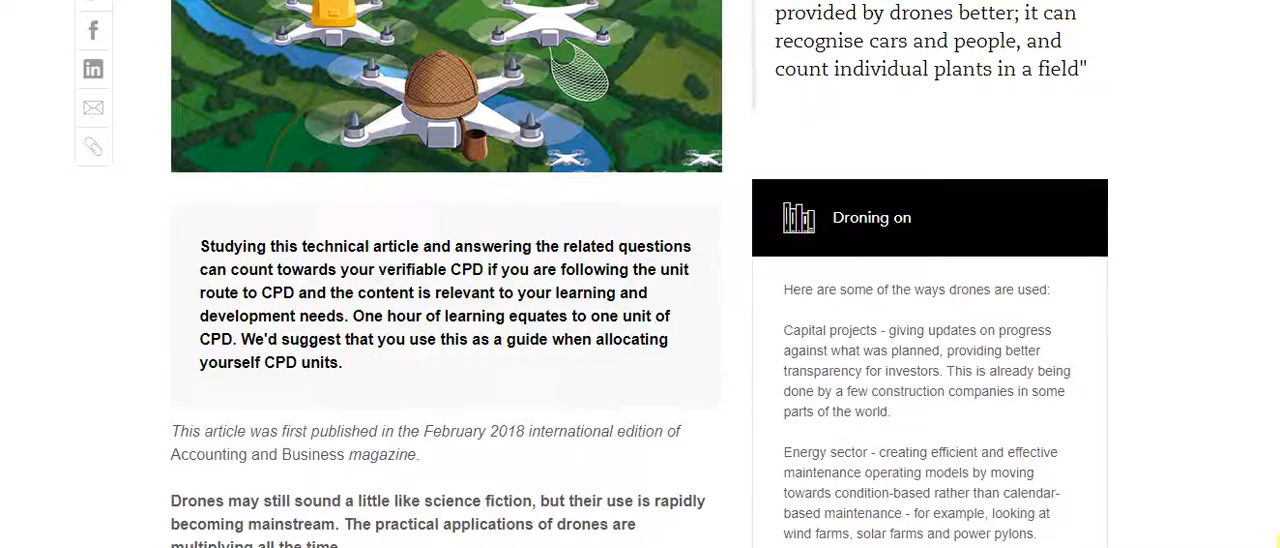 provided by drones better; it can
recognise cars and people, and
count individual plants in a field"
Studying this technical article and answering the related questions
can count towards your verifiable CPD if you are following the unit
route to CPD and the content is relevant to your learning and
development needs. One hour of learning equates to one unit of
CPD. We'd suggest that you use this as a guide when allocating
yourself CPD units.
This article was first published in the February 2018 international edition of
Accounting and Business magazine.
Drones may still sound a little like science fiction, but their use is rapidly
becoming mainstream. The practical applications of drones are
multiplying all the time.
Droning on
Here are some of the ways drones are used:
Capital projects - giving updates on progress
against what was planned, providing better
transparency for investors. This is already being
done by a few construction companies in some
parts of the world.
Energy sector - creating efficient and effective
maintenance operating models by moving
towards condition-based rather than calendar-
based maintenance - for example, looking at
wind farms, solar farms and power pylons.